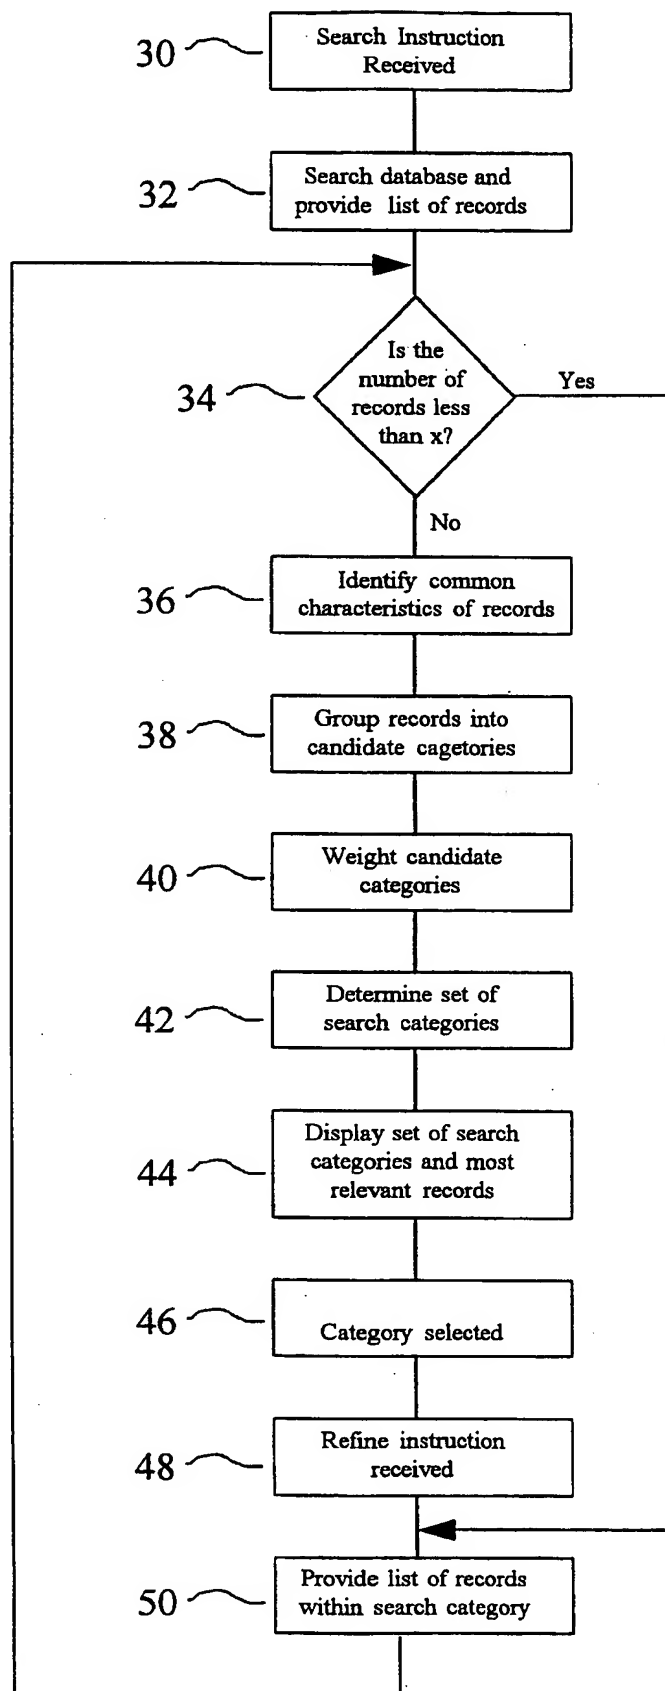 30
Search Instruction
Received
32
Search database and
provide list of records
34
Is the
number of
records less
than x?
Yes
No
36
Identify common
characteristics of records
38
Group records into
candidate cagetories
40
Weight candidate
categories
42
Determine set of
search categories
44
Display set of search
categories and most
relevant records
46
Category selected
48
Refine instruction
received
50
Provide list of records
within search category